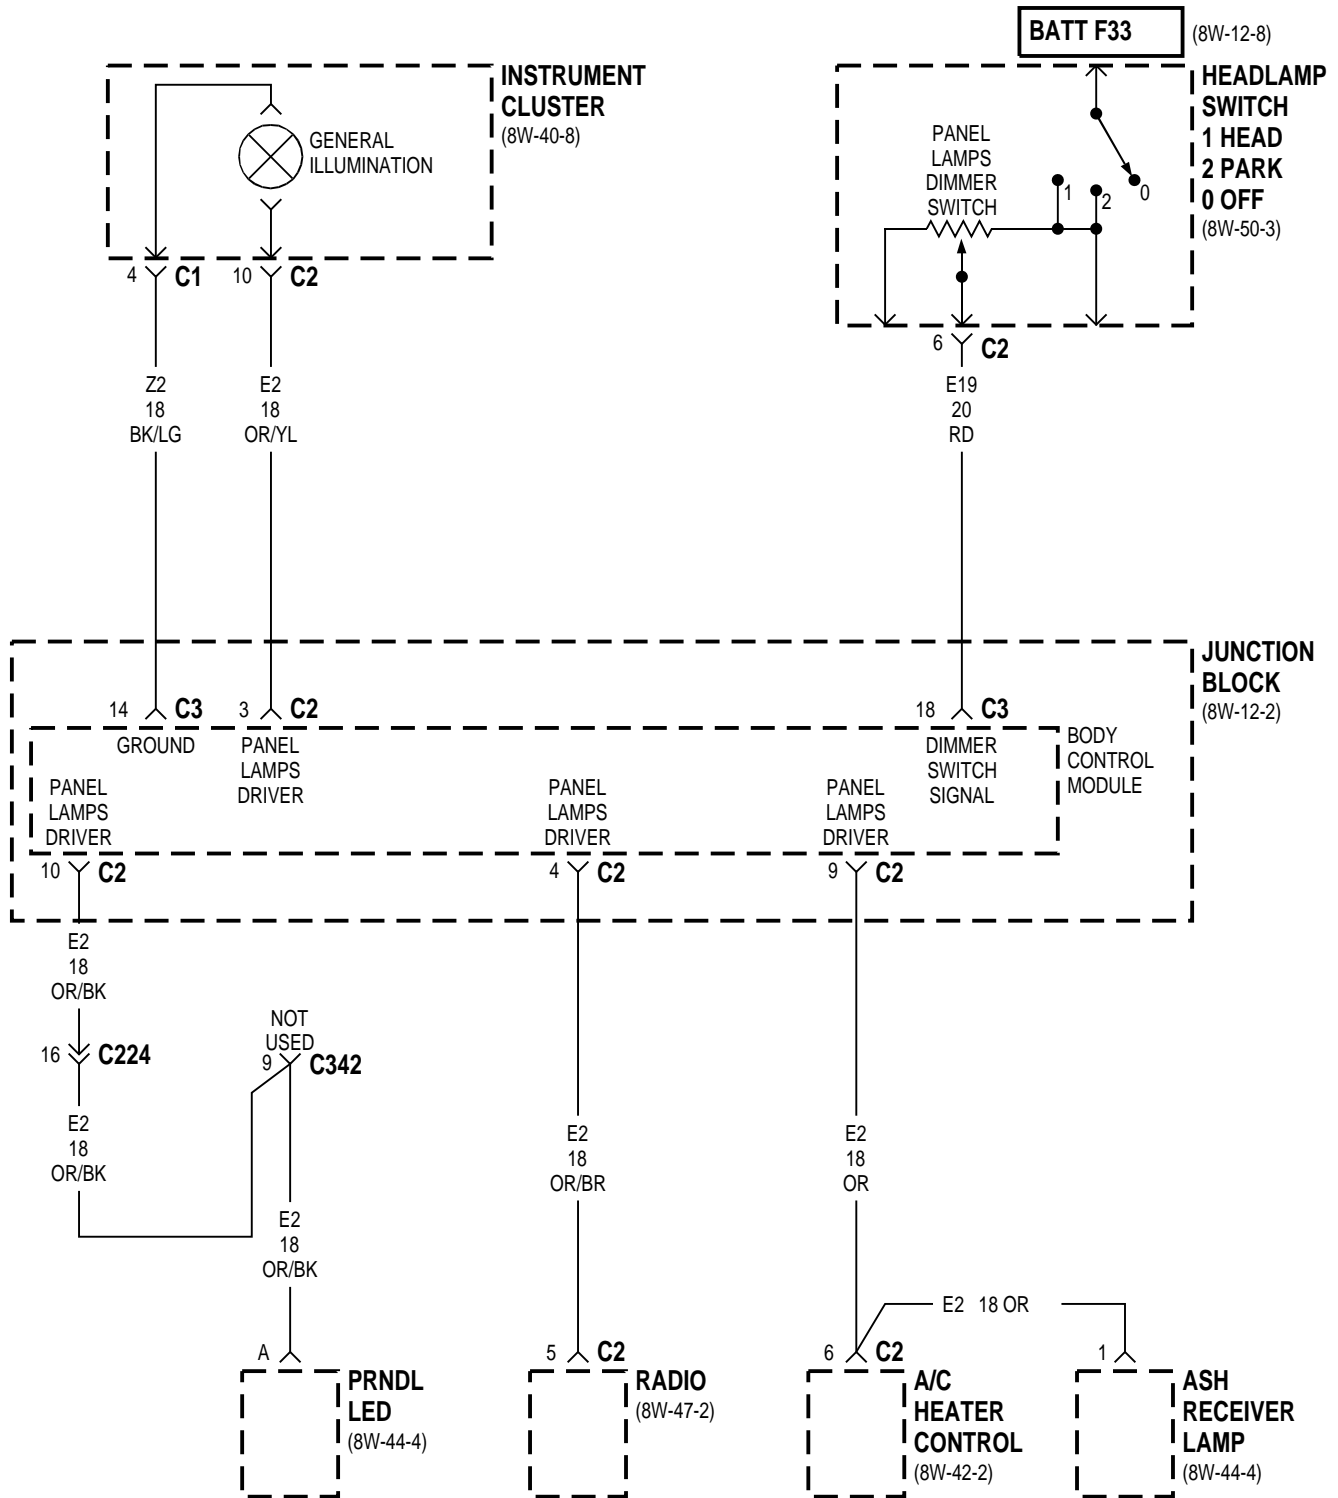 BATT F33
(8W-12-8)
INSTRUMENT
CLUSTER
(8W-40-8)
GENERAL
ILLUMINATION
HEADLAMP
SWITCH
1 HEAD
2 PARK
0 OFF
(8W-50-3)
PANEL
LAMPS
DIMMER
SWITCH
1
2
0
4 C1
10 C2
6 C2
Z2
18
BK/LG
E2
18
OR/YL
E19
20
RD
JUNCTION
BLOCK
(8W-12-2)
14 C3
3 C2
18 C3
GROUND
PANEL
LAMPS
DRIVER
DIMMER
SWITCH
SIGNAL
BODY
CONTROL
MODULE
PANEL
LAMPS
DRIVER
PANEL
LAMPS
DRIVER
PANEL
LAMPS
DRIVER
10 C2
4 C2
9 C2
E2
18
OR/BK
NOT
USED
16 C224
9 C342
E2
18
OR/BK
E2
18
OR/BR
E2
18
OR
E2
18
OR/BK
E2 18 OR
A
5 C2
6 C2
1
PRNDL
LED
(8W-44-4)
RADIO
(8W-47-2)
A/C
HEATER
CONTROL
(8W-42-2)
ASH
RECEIVER
LAMP
(8W-44-4)